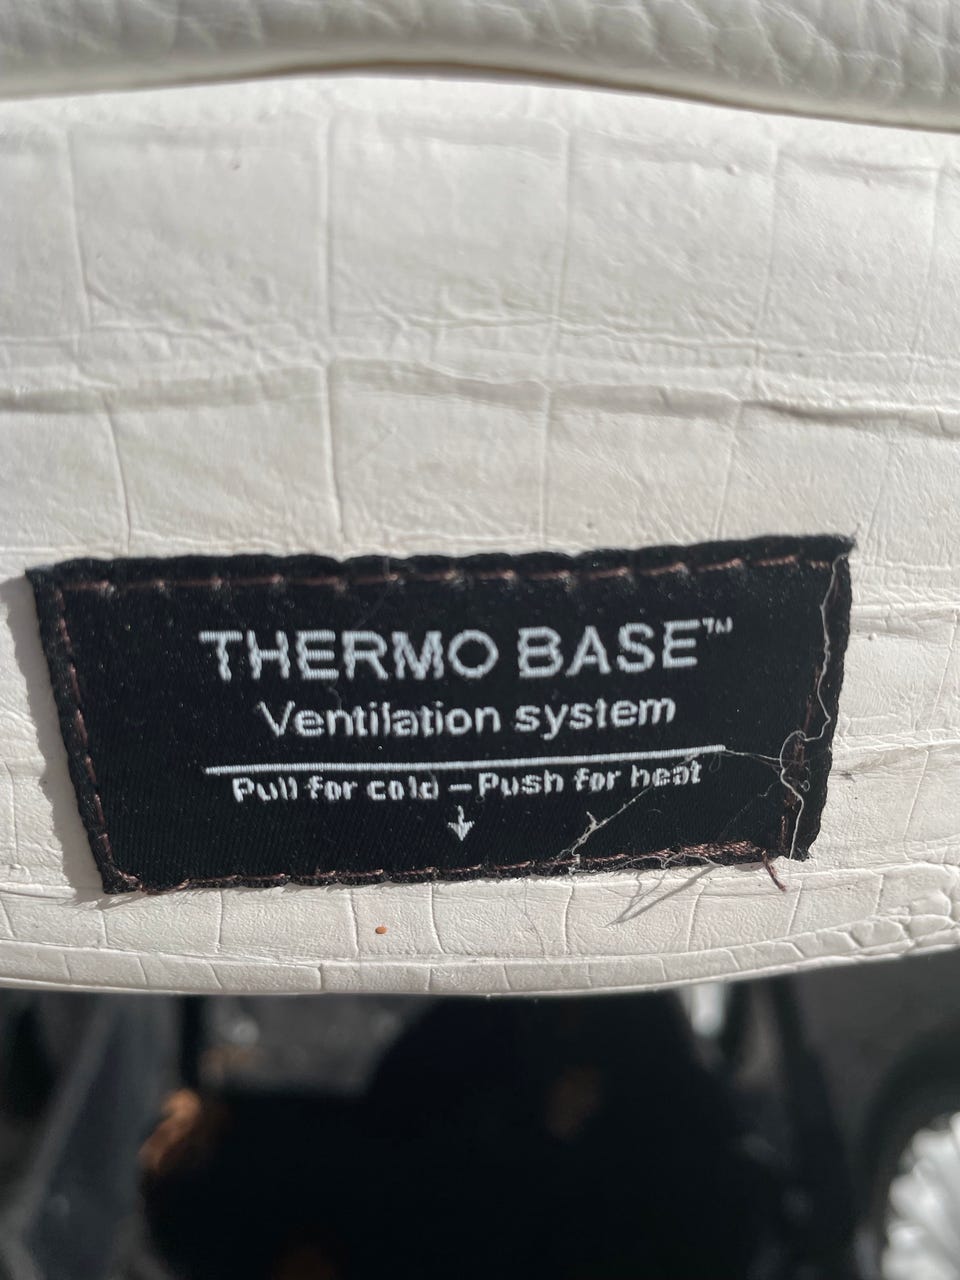 THERMO BASE™
Ventilation system
Pull for cold – Push for heat
↓